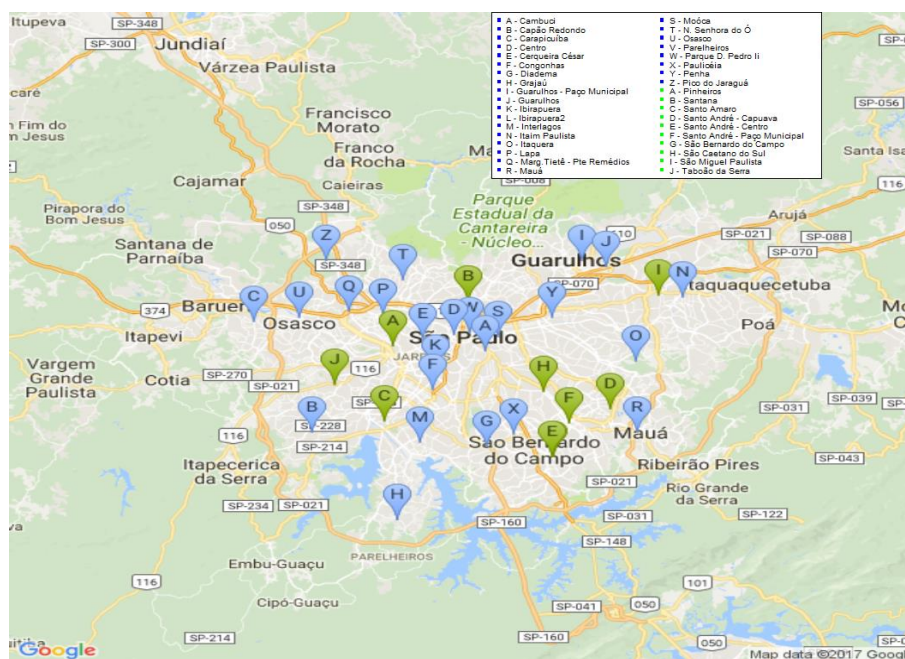 Itupeva
SP-348
SP-300
Jundiaí
Várzea Paulista
Francisco
Morato
Franco
da Rocha
Cajamar
Caieiras
SP-348
Pirapora do
Bom Jesus
050
Santana de
Parnaíba
SP-348
Parque
Estadual da
Cantareira
- Núcleo...
SP-008
Santa Isa
SP-056
116
Arujá
SP-021
SP-088
SP-070
Guarulhos
SP-070
Itaquaquecetuba
Barueri
374
Osasco
Itapevi
São Paulo
Poá
JARDINS
Vargem
Grande
Paulista
Cotia
SP-270
SP-021
116
SP-228
SP-214
116
Itapecerica
da Serra
São Bernardo
do Campo
Mauá
SP-031
SP-039
SP-043
Ribeirão Pires
SP-021
Rio Grande
da Serra
SP-234
SP-021
SP-160
SP-031
SP-122
SP-148
PARELHEIROS
Embu-Guaçu
116
Cipó-Guaçu
101
SP-041
050
SP-214
SP-160
050
Google
Map data ©2017 Googl
A - Cambuci
B - Capão Redondo
C - Carapicuíba
D - Centro
E - Cerqueira César
F - Congonhas
G - Diadema
H - Grajaú
I - Guarulhos - Paço Municipal
J - Guarulhos
K - Ibirapuera
L - Ibirapuera2
M - Interlagos
N - Itaim Paulista
O - Itaquera
P - Lapa
Q - Marg.Tietê - Pte Remédios
R - Mauá
S - Moóca
T - N. Senhora do Ó
U - Osasco
V - Parelheiros
W - Parque D. Pedro Ii
X - Paulicéia
Y - Penha
Z - Pico do Jaraguá
A - Pinheiros
B - Santana
C - Santo Amaro
D - Santo André - Capuava
E - Santo André - Centro
F - Santo André - Paço Municipal
G - São Bernardo do Campo
H - São Caetano do Sul
I - São Miguel Paulista
J - Taboão da Serra
Z
T
I
J
B
I
N
C
U
Q
P
Y
E
D
W
S
A
A
K
O
J
F
H
D
C
F
B
M
G
X
R
E
H